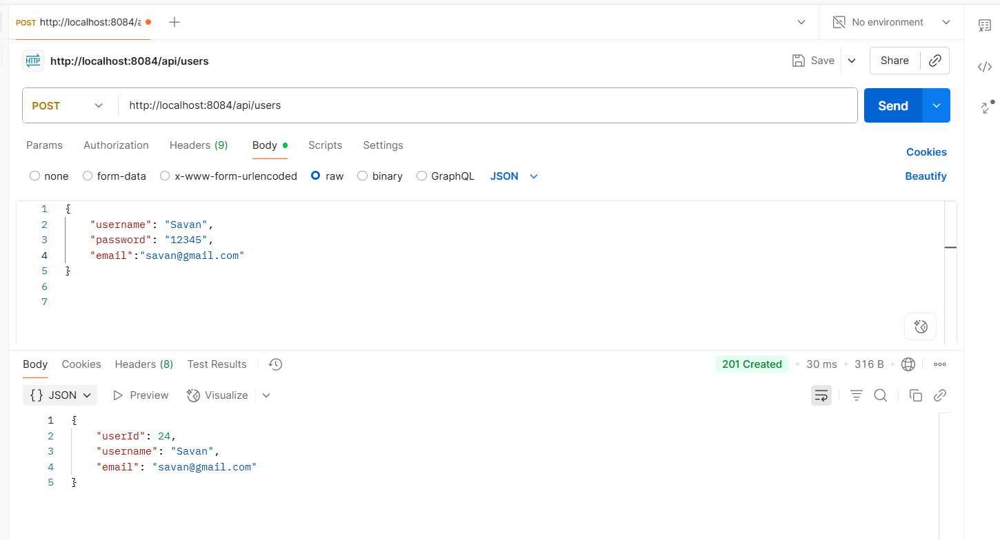 POST http://localhost:8084/a
No environment
HTTP http://localhost:8084/api/users
Save
Share
POST http://localhost:8084/api/users
Send
Params Authorization Headers (9) Body Scripts Settings
Cookies
none form-data x-www-form-urlencoded raw binary GraphQL JSON
Beautify
1 {
2 "username": "Savan",
3 "password": "12345",
4 "email":"savan@gmail.com"
5 }
6
7
Body Cookies Headers (8) Test Results
201 Created 30 ms 316 B
{} JSON Preview Visualize
1 {
2 "userId": 24,
3 "username": "Savan",
4 "email": "savan@gmail.com"
5 }